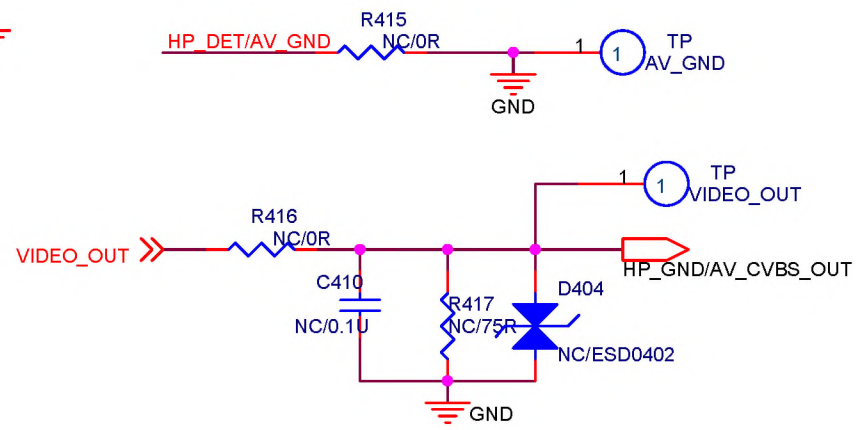 R415
HP_DET/AV_GND
NC/0R
1
1
TP
AV_GND
GND
1
1
TP
VIDEO_OUT
R416
NC/0R
VIDEO_OUT
HP_GND/AV_CVBS_OUT
C410
NC/0.1U
R417
NC/75R
D404
NC/ESD0402
GND